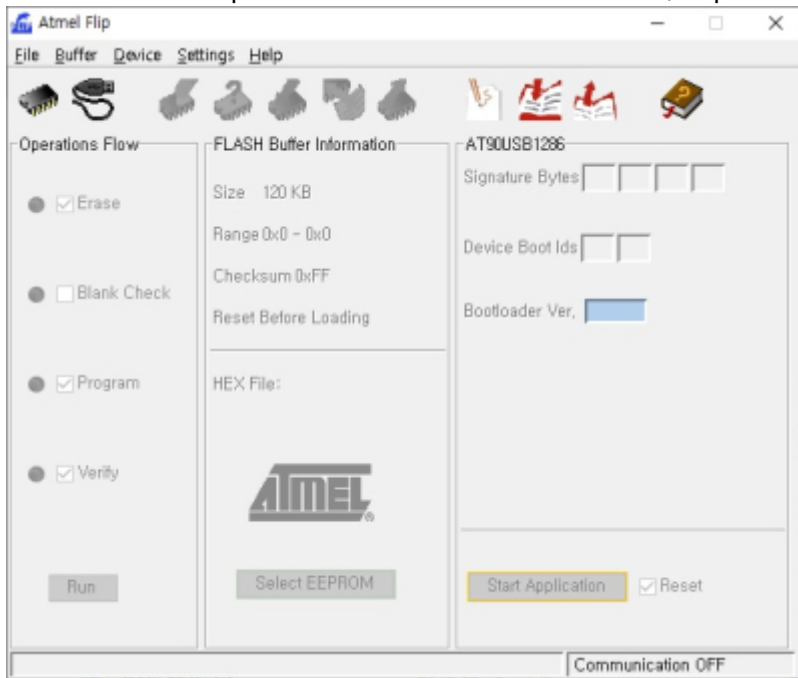 Atmel Flip
File Buffer Device Settings Help
Operations Flow
Erase
Blank Check
Program
Verify
Run
FLASH Buffer Information
Size 120 KB
Range 0x0 - 0x0
Checksum 0xFF
Reset Before Loading
HEX File:
ATMEL
Select EEPROM
AT90USB1286
Signature Bytes
Device Boot Ids
Bootloader Ver.
Start Application
Reset
Communication OFF